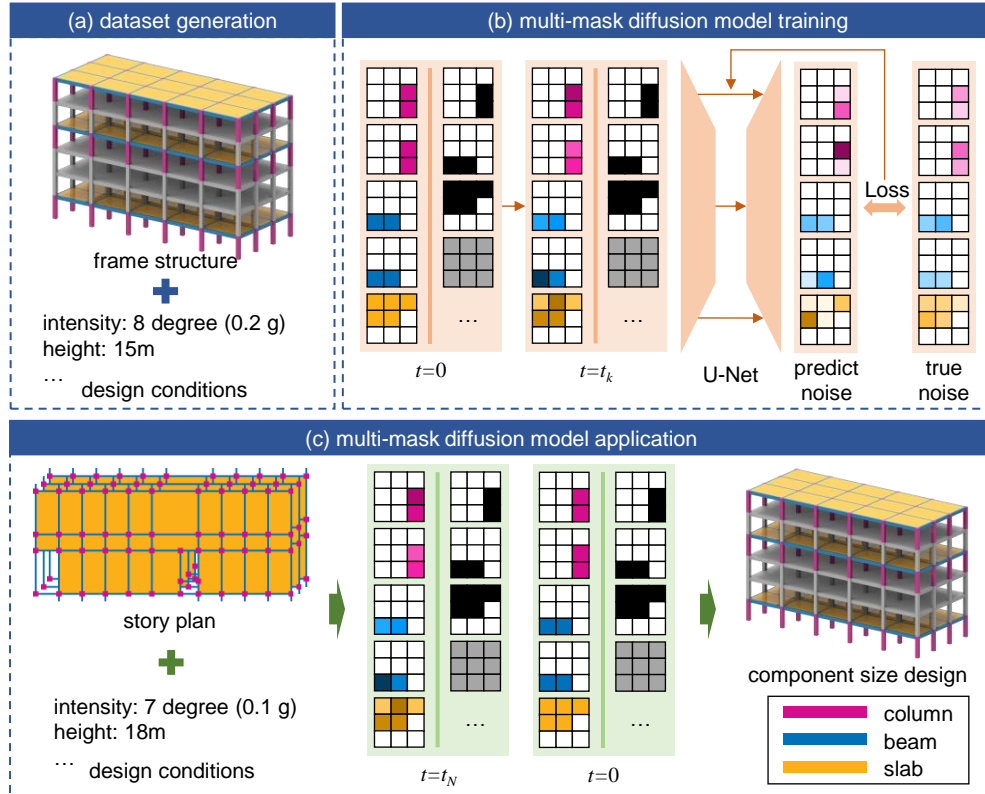 (a) dataset generation
frame structure
intensity: 8 degree (0.2 g)
height: 15m
...
design conditions
(b) multi-mask diffusion model training
...
...
t=0
t=t_k
U-Net
Loss
predict
noise
true
noise
(c) multi-mask diffusion model application
story plan
intensity: 7 degree (0.1 g)
height: 18m
...
design conditions
...
...
t=t_N
t=0
component size design
column
beam
slab